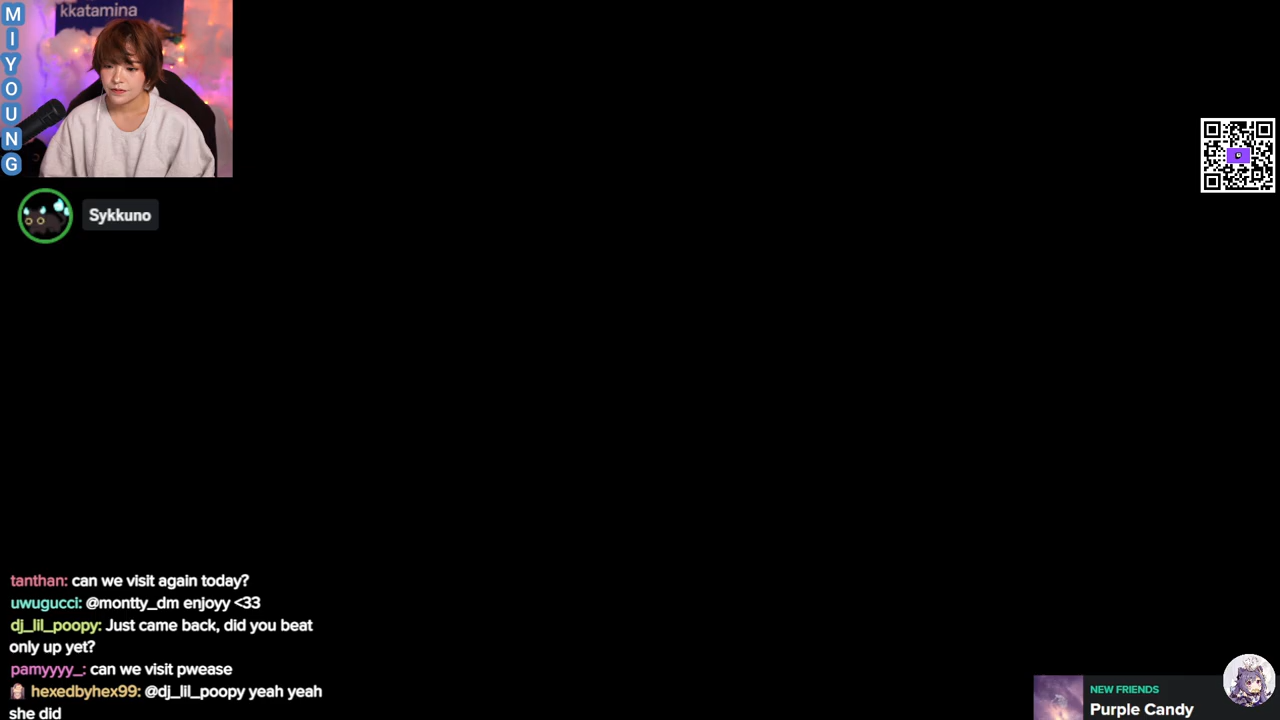 kkatamina
M
I
Y
O
U
N
G
Sykkuno
tanthan: can we visit again today?
uwugucci: @montty_dm enjoyy <33
dj_lil_poopy: Just came back, did you beat
only up yet?
pamyyyy_: can we visit pwease
hexedbyhex99: @dj_lil_poopy yeah yeah
she did
NEW FRIENDS
Purple Candy